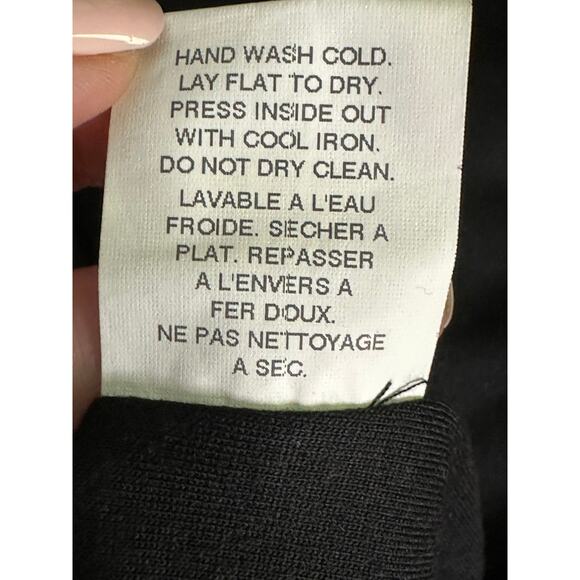 HAND WASH COLD.
LAY FLAT TO DRY.
PRESS INSIDE OUT
WITH COOL IRON.
DO NOT DRY CLEAN.
LAVABLE A L'EAU
FROIDE. SECHER A
PLAT. REPASSER
A L'ENVERS A
FER DOUX.
NE PAS NETTOYAGE
A SEC.